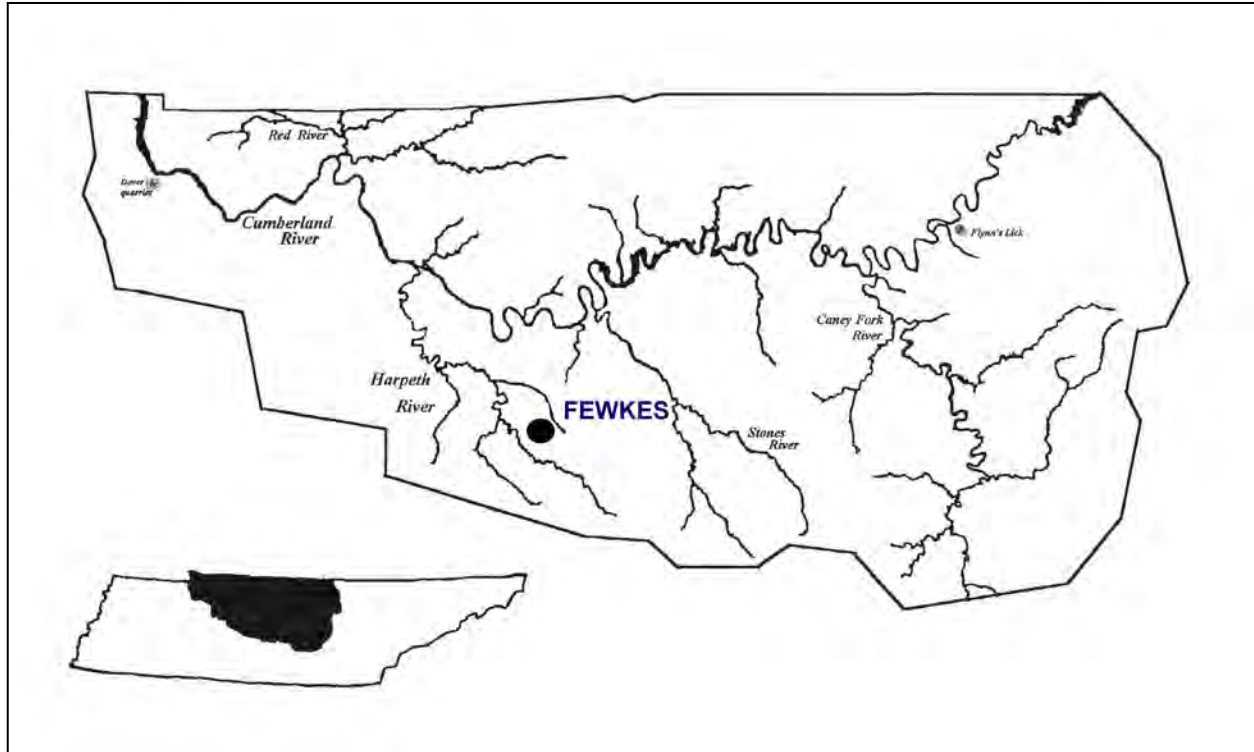 Red River
Dover
quarries
Cumberland
River
Flynn's Lick
Caney Fork
River
Harpeth
River
FEWKES
Stones
River